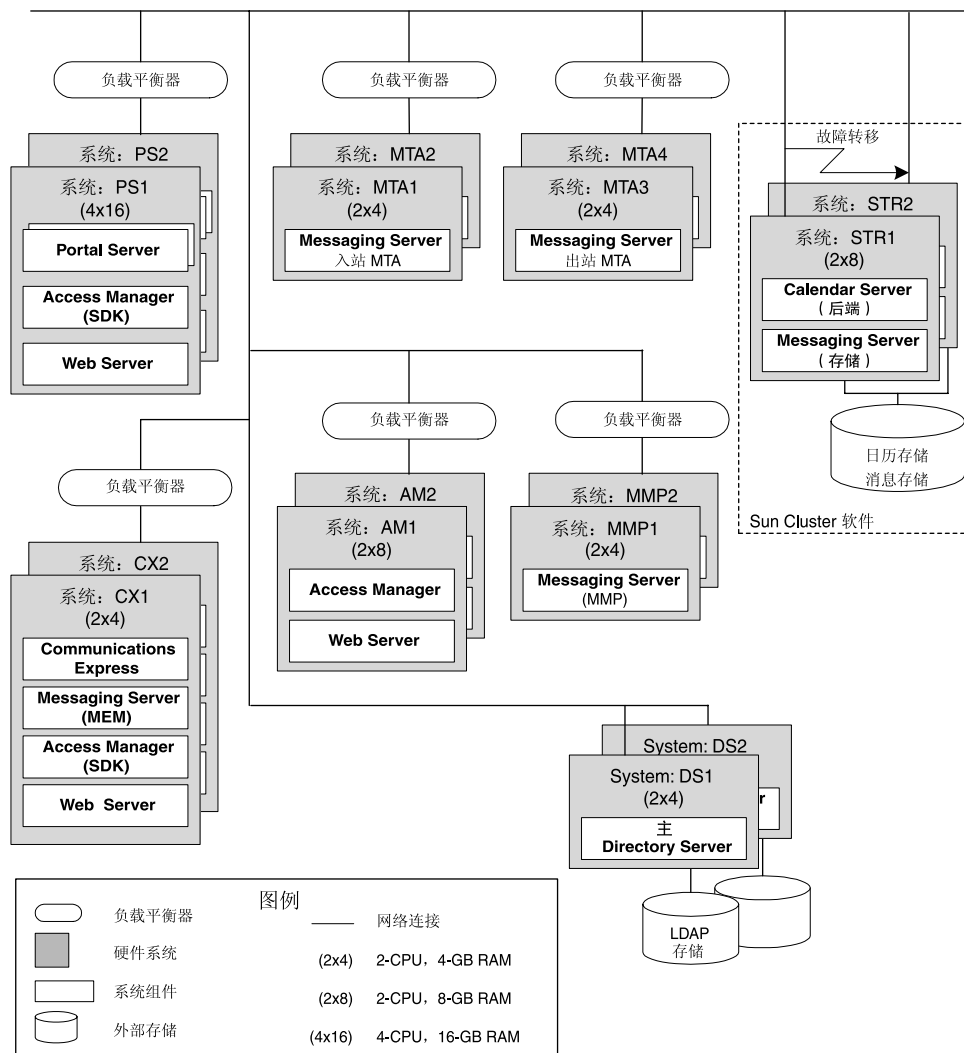 负载平衡器
负载平衡器
负载平衡器
系统：PS2
系统：PS1
(4x16)
Portal Server
Access Manager
(SDK)
Web Server
系统：MTA2
系统：MTA1
(2x4)
Messaging Server
入站 MTA
系统：MTA4
系统：MTA3
(2x4)
Messaging Server
出站 MTA
故障转移
系统：STR2
系统：STR1
(2x8)
Calendar Server
（后端）
Messaging Server
（存储）
日历存储
消息存储
Sun Cluster 软件
负载平衡器
负载平衡器
负载平衡器
系统：CX2
系统：CX1
(2x4)
Communications
Express
Messaging Server
(MEM)
Access Manager
(SDK)
Web Server
系统：AM2
系统：AM1
(2x8)
Access Manager
Web Server
系统：MMP2
系统：MMP1
(2x4)
Messaging Server
(MMP)
System: DS2
System: DS1
(2x4)
主
Directory Server
LDAP
存储
图例
负载平衡器
硬件系统
系统组件
外部存储
网络连接
(2x4) 2-CPU，4-GB RAM
(2x8) 2-CPU，8-GB RAM
(4x16) 4-CPU，16-GB RAM